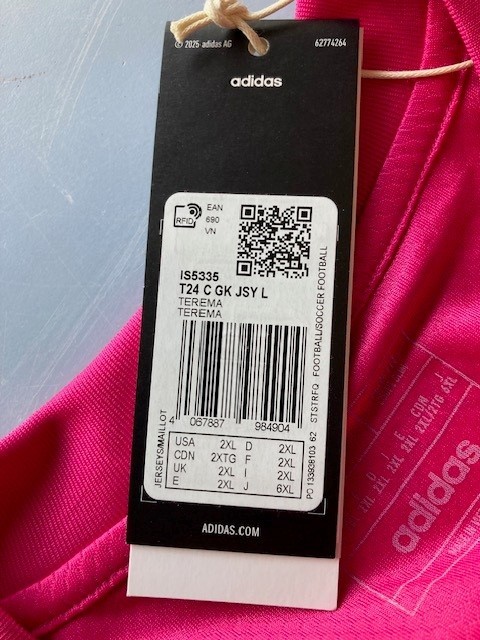 © 2025 adidas AG
62774264
adidas
RFID
EAN
690
VN
IS5335
T24 C GK JSY L
TEREMA
TEREMA
4 067887 984904
JERSEYS/MAILLOT
STSTRFQ FOOTBALL/SOCCER FOOTBALL
PO 133938103 62
USA 2XL D 2XL
CDN 2XTG F 2XL
UK 2XL I 2XL
E 2XL J 6XL
ADIDAS.COM
adidas